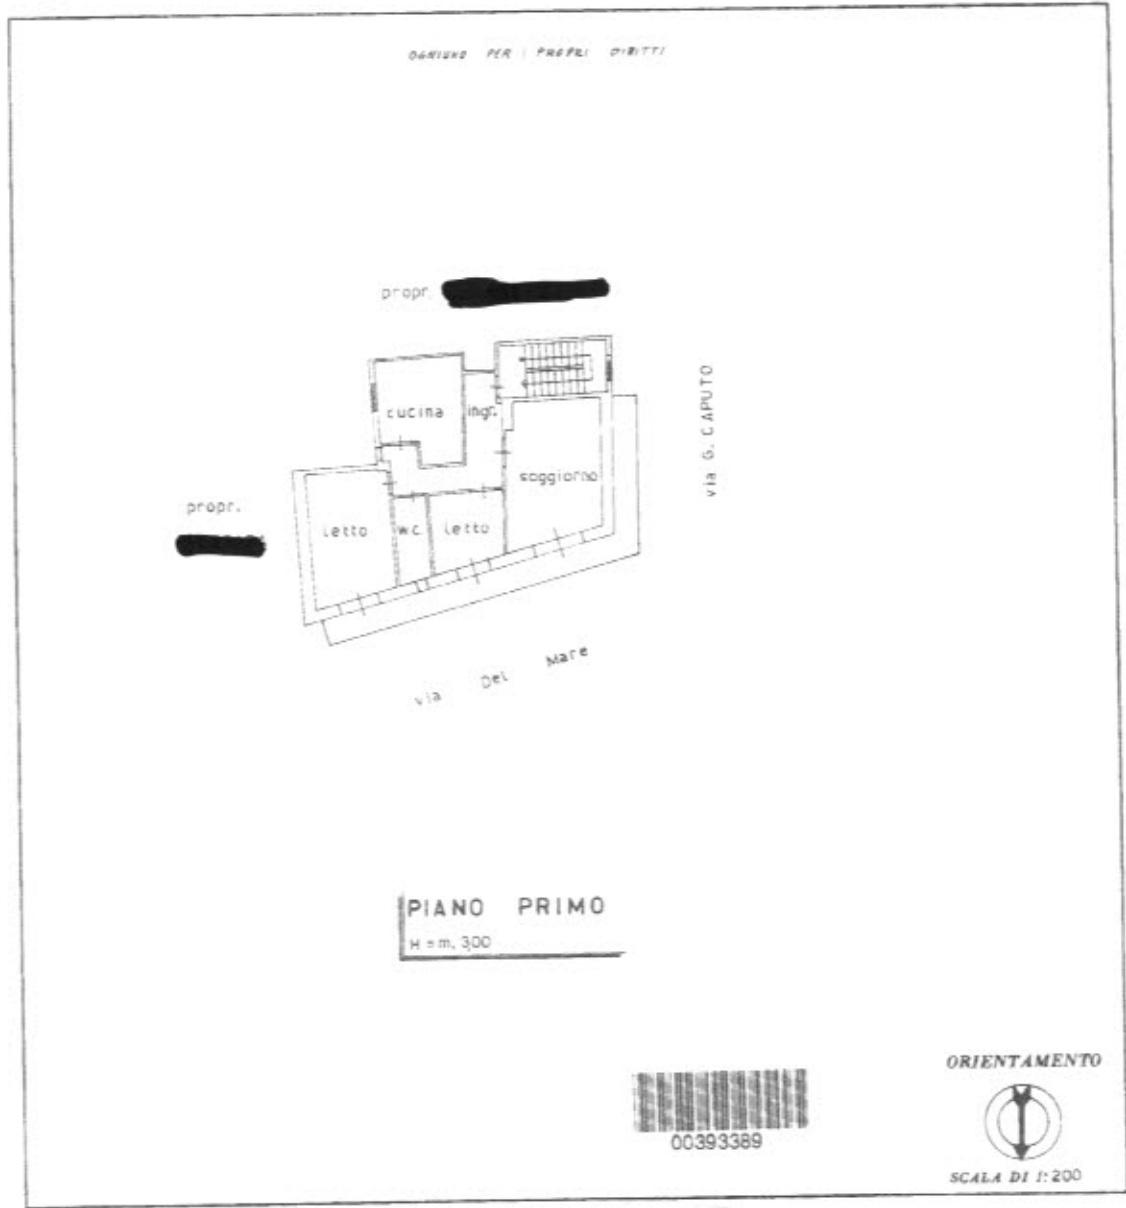 OGNIUNO PER I PROPRI DIRITTI
propr.
via G. CAPUTO
cucina
ingr.
soggiorno
propr.
letto
w.c.
letto
via Del Mare
PIANO PRIMO
H = m. 3,00
ORIENTAMENTO
00393389
SCALA DI 1:200